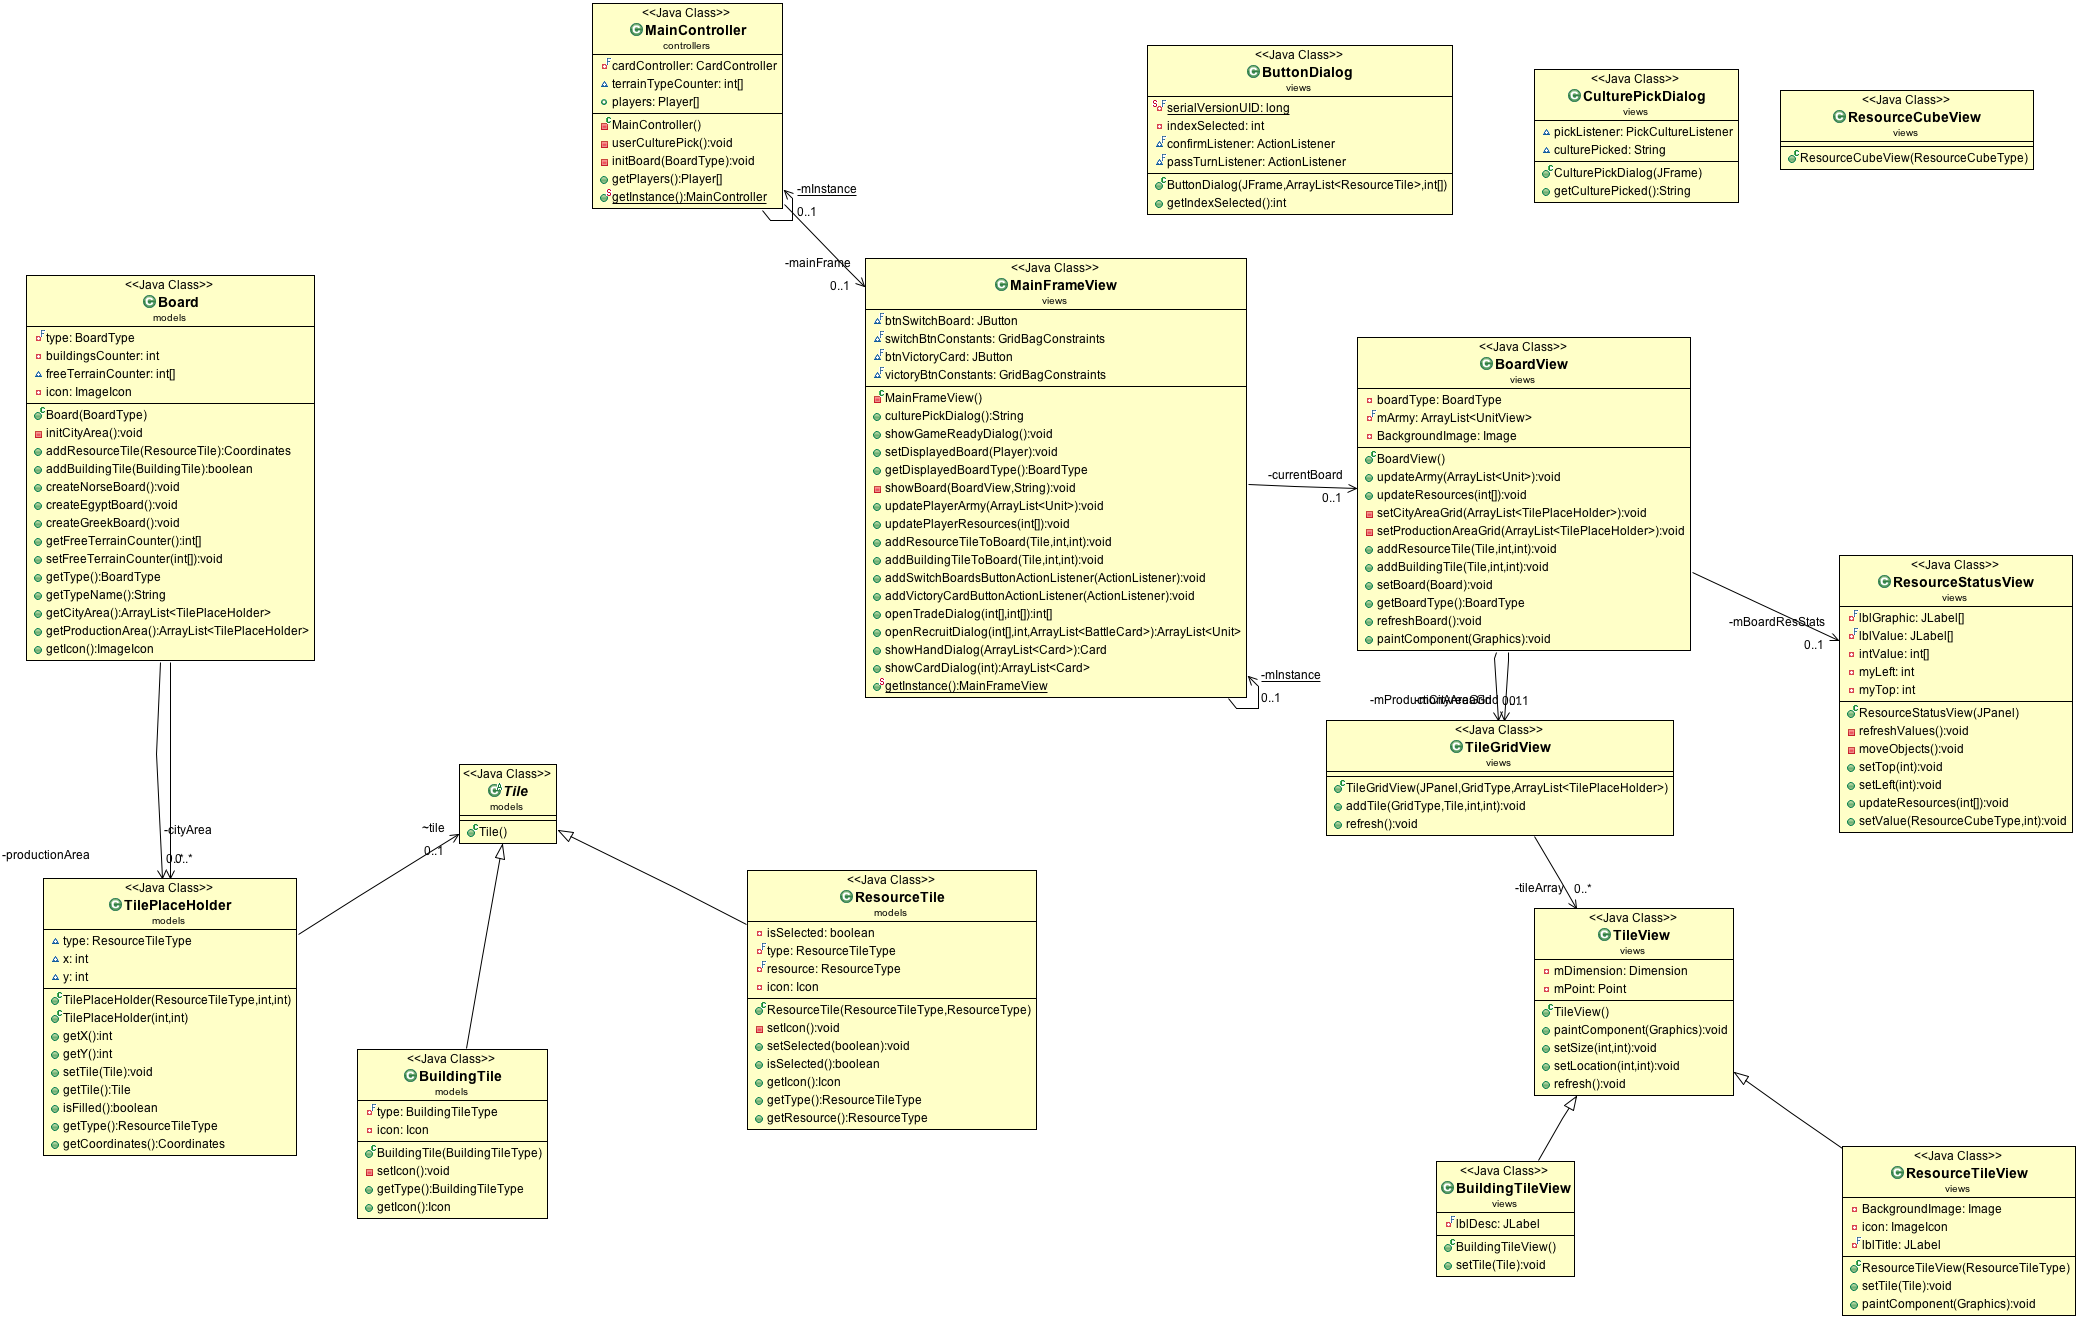 <<Java Class>>
MainController
controllers
cardController: CardController
terrainTypeCounter: int[]
players: Player[]
MainController()
userCulturePick():void
initBoard(BoardType):void
getPlayers():Player[]
getInstance():MainController
-mInstance
0..1
-mainFrame
0..1
<<Java Class>>
ButtonDialog
views
serialVersionUID: long
indexSelected: int
confirmListener: ActionListener
passTurnListener: ActionListener
ButtonDialog(JFrame,ArrayList<ResourceTile>,int[])
getIndexSelected():int
<<Java Class>>
CulturePickDialog
views
pickListener: PickCultureListener
culturePicked: String
CulturePickDialog(JFrame)
getCulturePicked():String
<<Java Class>>
ResourceCubeView
views
ResourceCubeView(ResourceCubeType)
<<Java Class>>
Board
models
type: BoardType
buildingsCounter: int
freeTerrainCounter: int[]
icon: ImageIcon
Board(BoardType)
initCityArea():void
addResourceTile(ResourceTile):Coordinates
addBuildingTile(BuildingTile):boolean
createNorseBoard():void
createEgyptBoard():void
createGreekBoard():void
getFreeTerrainCounter():int[]
setFreeTerrainCounter(int[]):void
getType():BoardType
getTypeName():String
getCityArea():ArrayList<TilePlaceHolder>
getProductionArea():ArrayList<TilePlaceHolder>
getIcon():ImageIcon
<<Java Class>>
MainFrameView
views
btnSwitchBoard: JButton
switchBtnConstants: GridBagConstraints
btnVictoryCard: JButton
victoryBtnConstants: GridBagConstraints
MainFrameView()
culturePickDialog():String
showGameReadyDialog():void
setDisplayedBoard(Player):void
getDisplayedBoardType():BoardType
showBoard(BoardView,String):void
updatePlayerArmy(ArrayList<Unit>):void
updatePlayerResources(int[]):void
addResourceTileToBoard(Tile,int,int):void
addBuildingTileToBoard(Tile,int,int):void
addSwitchBoardsButtonActionListener(ActionListener):void
addVictoryCardButtonActionListener(ActionListener):void
openTradeDialog(int[],int[]):int[]
openRecruitDialog(int[],int,ArrayList<BattleCard>):ArrayList<Unit>
showHandDialog(ArrayList<Card>):Card
showCardDialog(int):ArrayList<Card>
getInstance():MainFrameView
-mInstance
0..1
-currentBoard
0..1
<<Java Class>>
BoardView
views
boardType: BoardType
mArmy: ArrayList<UnitView>
BackgroundImage: Image
BoardView()
updateArmy(ArrayList<Unit>):void
updateResources(int[]):void
setCityAreaGrid(ArrayList<TilePlaceHolder>):void
setProductionAreaGrid(ArrayList<TilePlaceHolder>):void
addResourceTile(Tile,int,int):void
addBuildingTile(Tile,int,int):void
setBoard(Board):void
getBoardType():BoardType
refreshBoard():void
paintComponent(Graphics):void
-mBoardResStats
0..1
<<Java Class>>
ResourceStatusView
views
lblGraphic: JLabel[]
lblValue: JLabel[]
intValue: int[]
myLeft: int
myTop: int
ResourceStatusView(JPanel)
refreshValues():void
moveObjects():void
setTop(int):void
setLeft(int):void
updateResources(int[]):void
setValue(ResourceCubeType,int):void
<<Java Class>>
TileGridView
views
TileGridView(JPanel,GridType,ArrayList<TilePlaceHolder>)
addTile(GridType,Tile,int,int):void
refresh():void
-tileArray
0..*
-cityArea
-productionArea
<<Java Class>>
TilePlaceHolder
models
type: ResourceTileType
x: int
y: int
TilePlaceHolder(ResourceTileType,int,int)
TilePlaceHolder(int,int)
getX():int
getY():int
setTile(Tile):void
getTile():Tile
isFilled():boolean
getType():ResourceTileType
getCoordinates():Coordinates
~tile
0..1
<<Java Class>>
Tile
models
Tile()
<<Java Class>>
BuildingTile
models
type: BuildingTileType
icon: Icon
BuildingTile(BuildingTileType)
setIcon():void
getType():BuildingTileType
getIcon():Icon
<<Java Class>>
ResourceTile
models
isSelected: boolean
type: ResourceTileType
resource: ResourceType
icon: Icon
ResourceTile(ResourceTileType,ResourceType)
setIcon():void
setSelected(boolean):void
isSelected():boolean
getIcon():Icon
getType():ResourceTileType
getResource():ResourceType
<<Java Class>>
TileView
views
mDimension: Dimension
mPoint: Point
TileView()
paintComponent(Graphics):void
setSize(int,int):void
setLocation(int,int):void
refresh():void
<<Java Class>>
BuildingTileView
views
lblDesc: JLabel
BuildingTileView()
setTile(Tile):void
<<Java Class>>
ResourceTileView
views
BackgroundImage: Image
icon: ImageIcon
lblTitle: JLabel
ResourceTileView(ResourceTileType)
setTile(Tile):void
paintComponent(Graphics):void